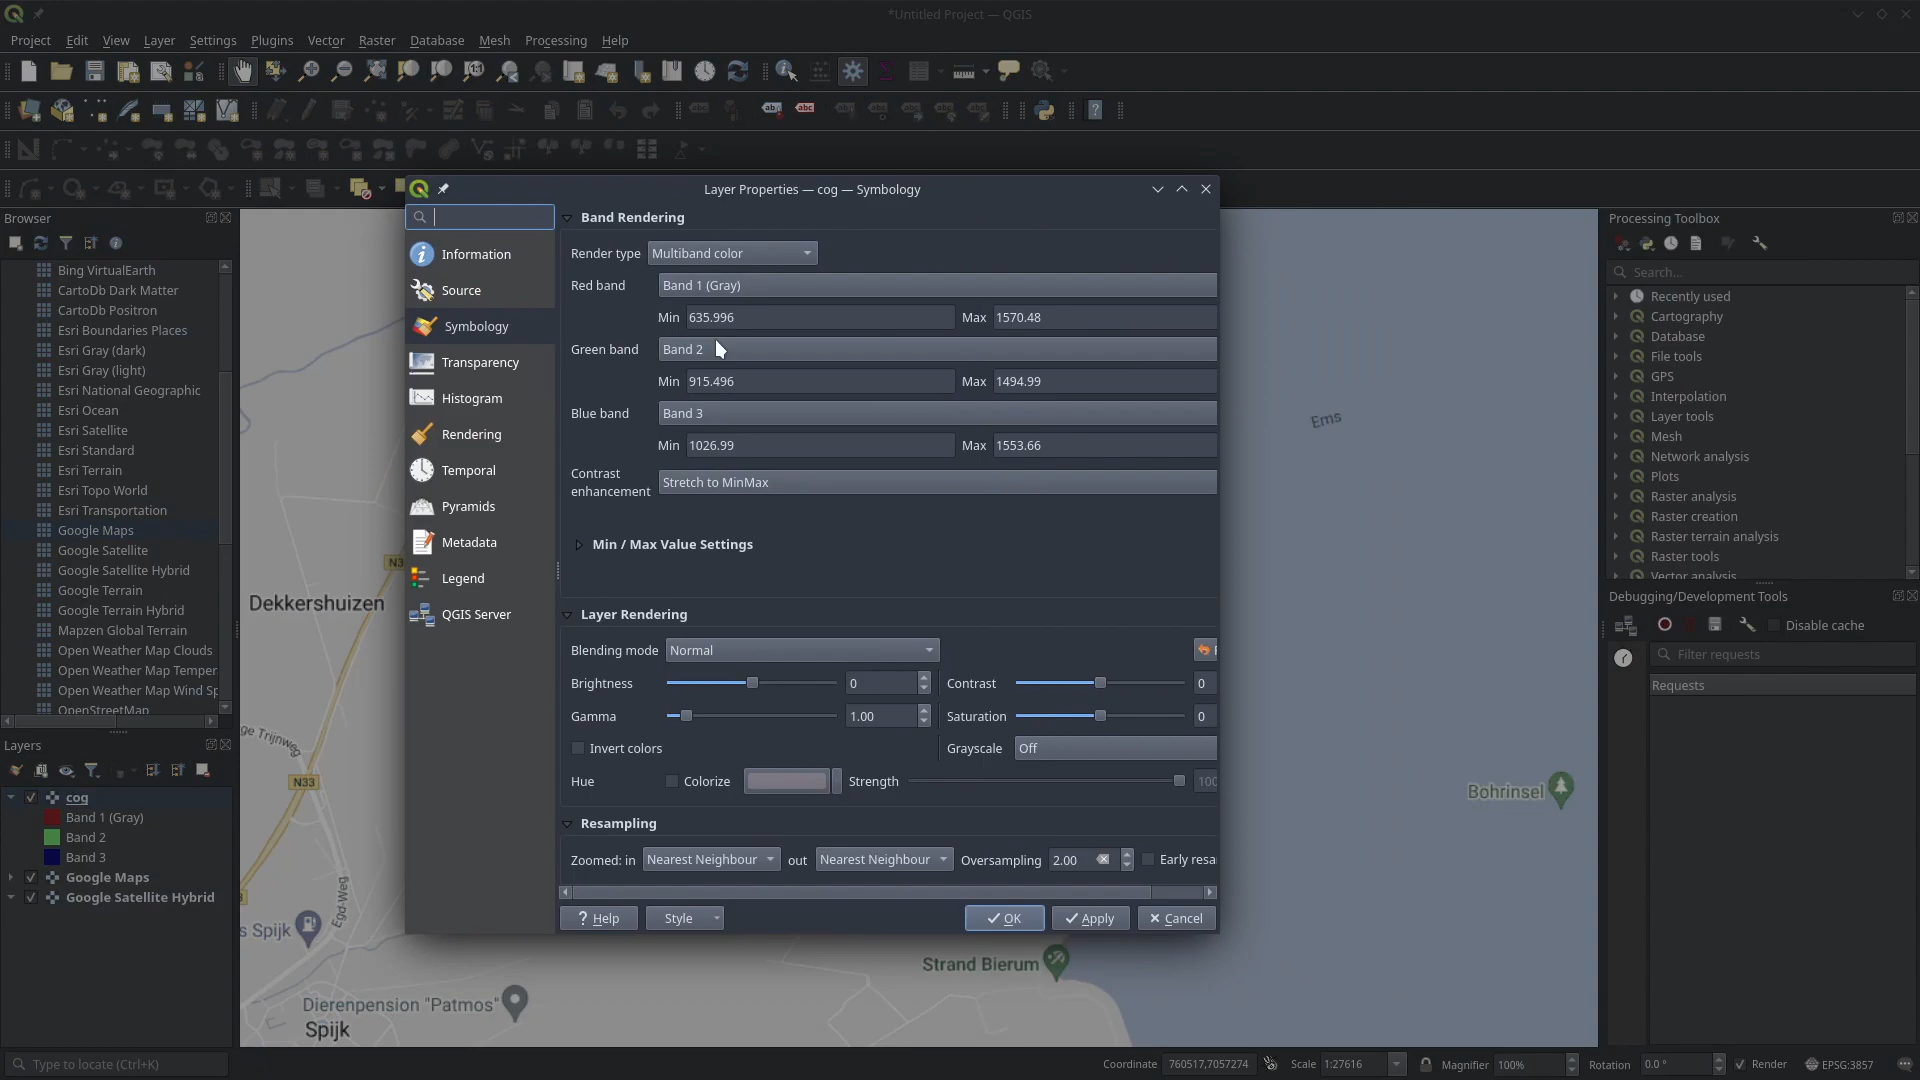 *Untitled Project — QGIS
Project Edit View Layer Settings Plugins Vector Raster Database Mesh Processing Help
Layer Properties — cog — Symbology
Browser
Bing VirtualEarth
CartoDb Dark Matter
CartoDb Positron
Esri Boundaries Places
Esri Gray (dark)
Esri Gray (light)
Esri National Geographic
Esri Ocean
Esri Satellite
Esri Standard
Esri Terrain
Esri Topo World
Esri Transportation
Google Maps
Google Satellite
Google Satellite Hybrid
Google Terrain
Google Terrain Hybrid
Mapzen Global Terrain
Open Weather Map Clouds
Open Weather Map Temper
Open Weather Map Wind Sp
OpenStreetMap
Layers
cog
Band 1 (Gray)
Band 2
Band 3
Google Maps
Google Satellite Hybrid
Information
Source
Symbology
Transparency
Histogram
Rendering
Temporal
Pyramids
Metadata
Legend
QGIS Server
Band Rendering
Render type Multiband color
Red band Band 1 (Gray)
Min 635.996 Max 1570.48
Green band Band 2
Min 915.496 Max 1494.99
Blue band Band 3
Min 1026.99 Max 1553.66
Contrast
enhancement Stretch to MinMax
Min / Max Value Settings
Layer Rendering
Blending mode Normal
Brightness 0 Contrast 0
Gamma 1.00 Saturation 0
Invert colors Grayscale Off
Hue Colorize Strength 100
Resampling
Zoomed: in Nearest Neighbour out Nearest Neighbour Oversampling 2.00 Early resa
? Help Style OK Apply Cancel
N3
Dekkershuizen
ge Trijnweg
N33
Egd-Weg
s Spijk
Dierenpension "Patmos"
Spijk
Strand Bierum
Ems
Bohrinsel
Processing Toolbox
Search...
Recently used
Cartography
Database
File tools
GPS
Interpolation
Layer tools
Mesh
Network analysis
Plots
Raster analysis
Raster creation
Raster terrain analysis
Raster tools
Vector analysis
Debugging/Development Tools
Disable cache
Filter requests
Requests
Type to locate (Ctrl+K)
Coordinate 760517,7057274 Scale 1:27616 Magnifier 100% Rotation 0.0 ° Render EPSG:3857